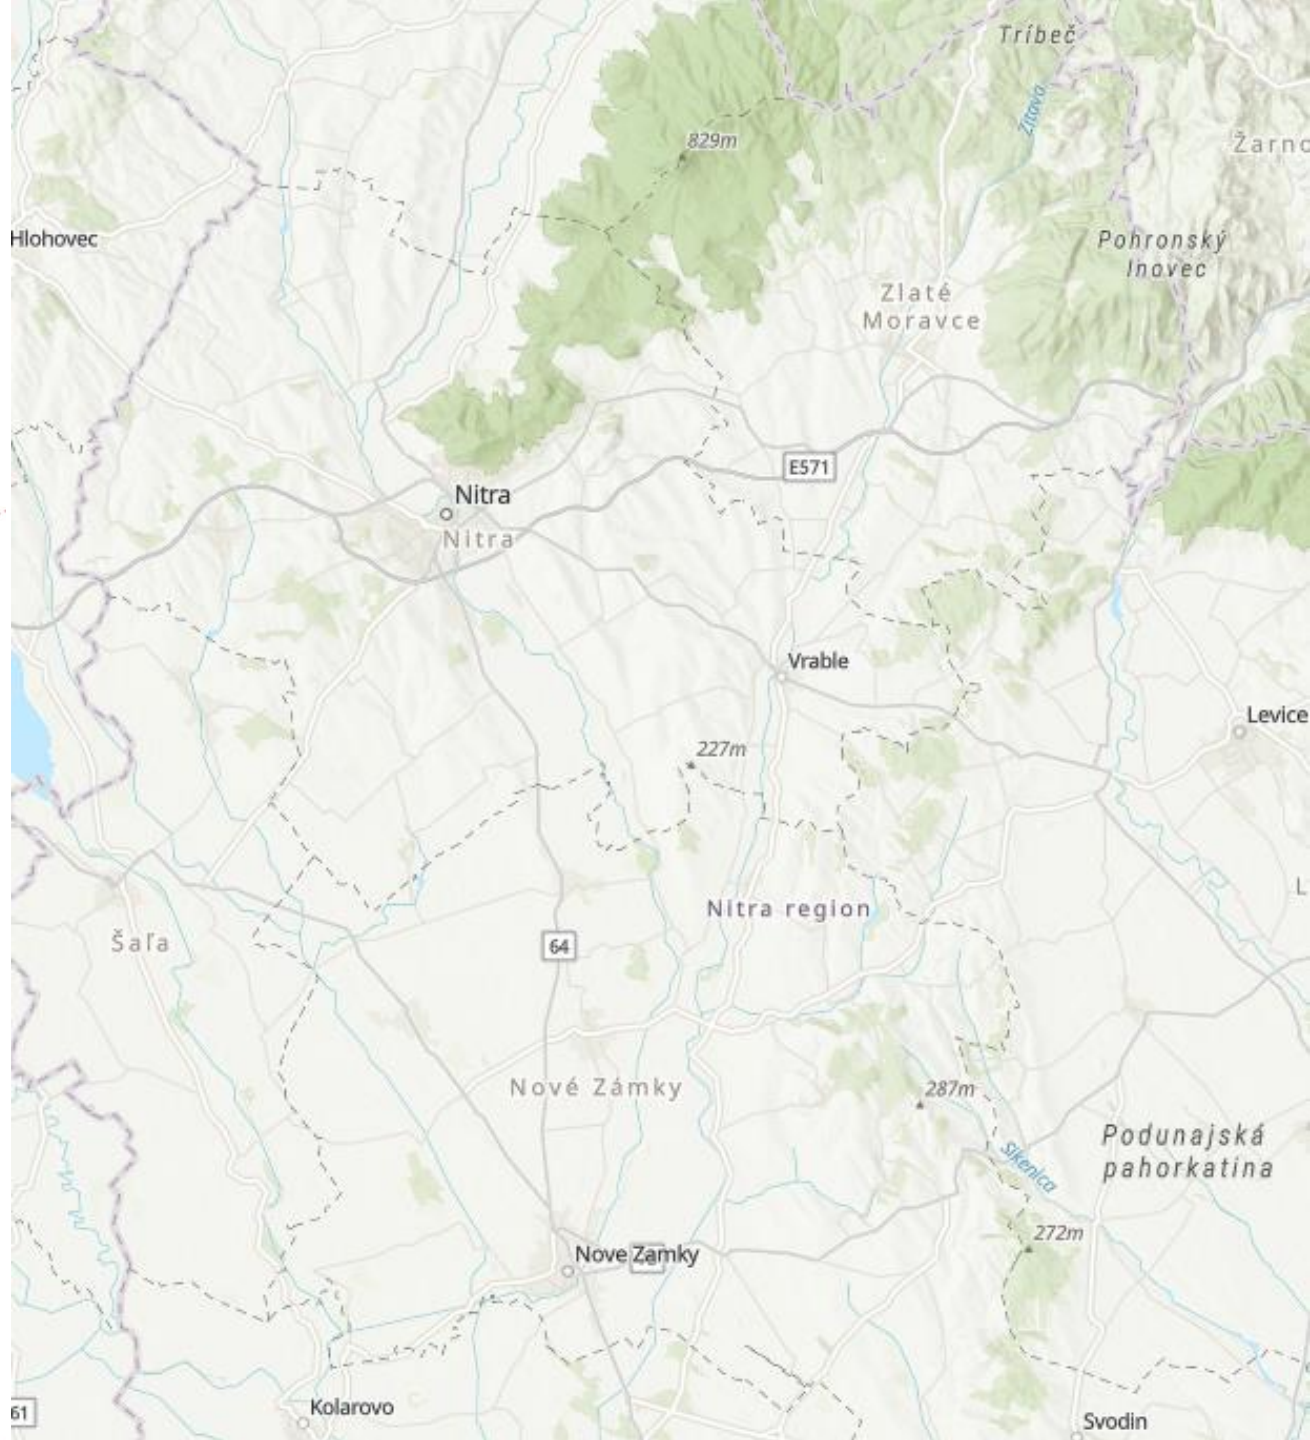 Tríbeč
Zitava
829m
Žarno
Hlohovec
Pohronský
Inovec
Zlaté
Moravce
E571
Nitra
Nitra
Vrable
Levice
227m
Nitra region
L
Šaľa
64
Nové Zámky
287m
Podunajská
pahorkatina
Sikenica
272m
Nove Zamky
Kolarovo
61
Svodin